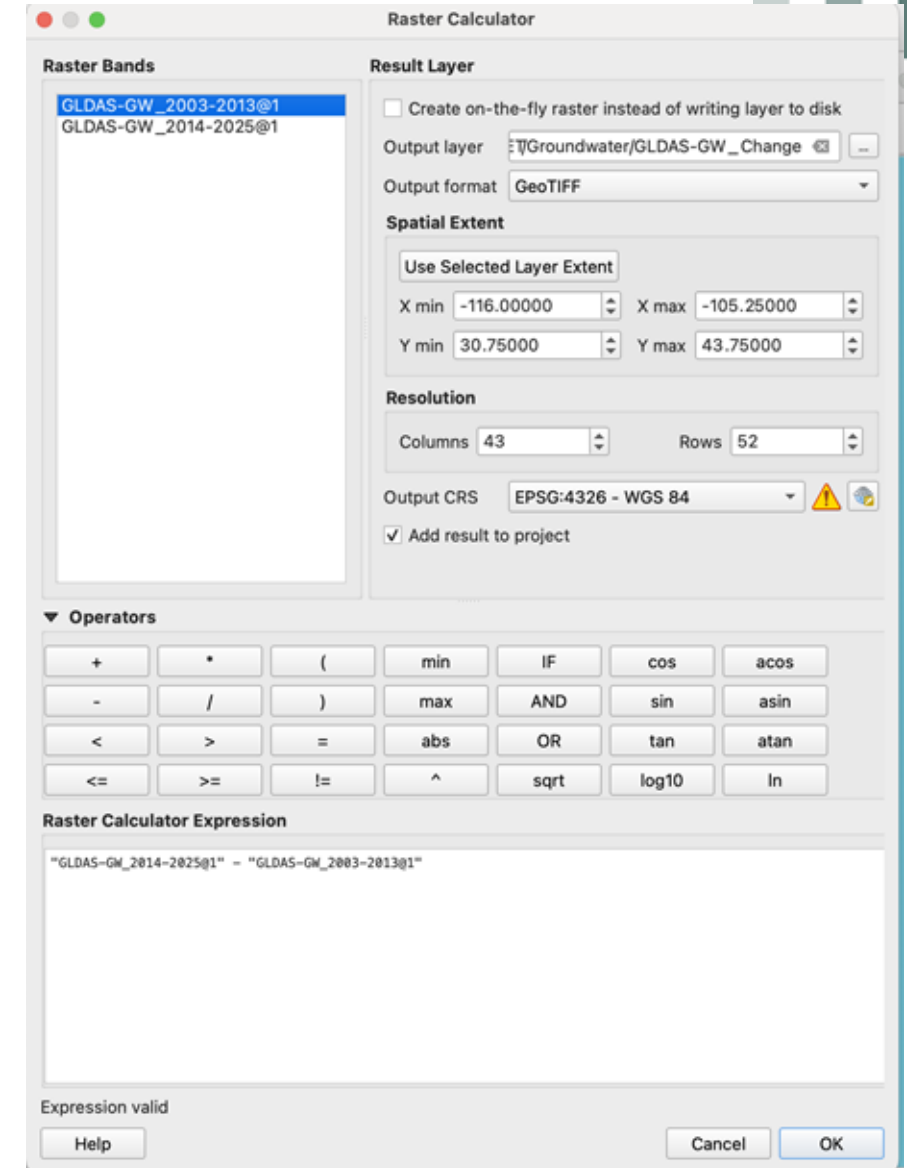 Raster Calculator
Raster Bands
GLDAS-GW_2003-2013@1
GLDAS-GW_2014-2025@1
Result Layer
Create on-the-fly raster instead of writing layer to disk
Output layer /Groundwater/GLDAS-GW_Change ...
Output format GeoTIFF
Spatial Extent
Use Selected Layer Extent
X min -116.00000 X max -105.25000
Y min 30.75000 Y max 43.75000
Resolution
Columns 43 Rows 52
Output CRS EPSG:4326 - WGS 84
Add result to project
Operators
+ * ( min IF cos acos
- / ) max AND sin asin
< > = abs OR tan atan
<= >= != ^ sqrt log10 ln
Raster Calculator Expression
"GLDAS-GW_2014-2025@1" - "GLDAS-GW_2003-2013@1"
Expression valid
Help Cancel OK